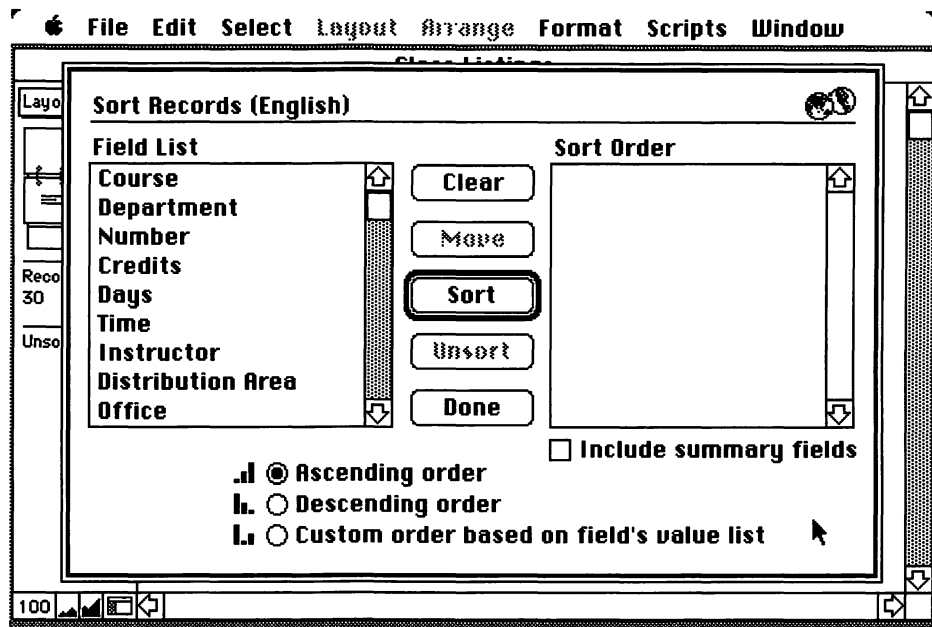 File Edit Select Layout Arrange Format Scripts Window
Layo
Sort Records (English)
Field List
Sort Order
Course
Department
Number
Credits
Days
Time
Instructor
Distribution Area
Office
Clear
Move
Sort
Unsort
Done
Include summary fields
Ascending order
Descending order
Custom order based on field's value list
Reco
30
Unso
100